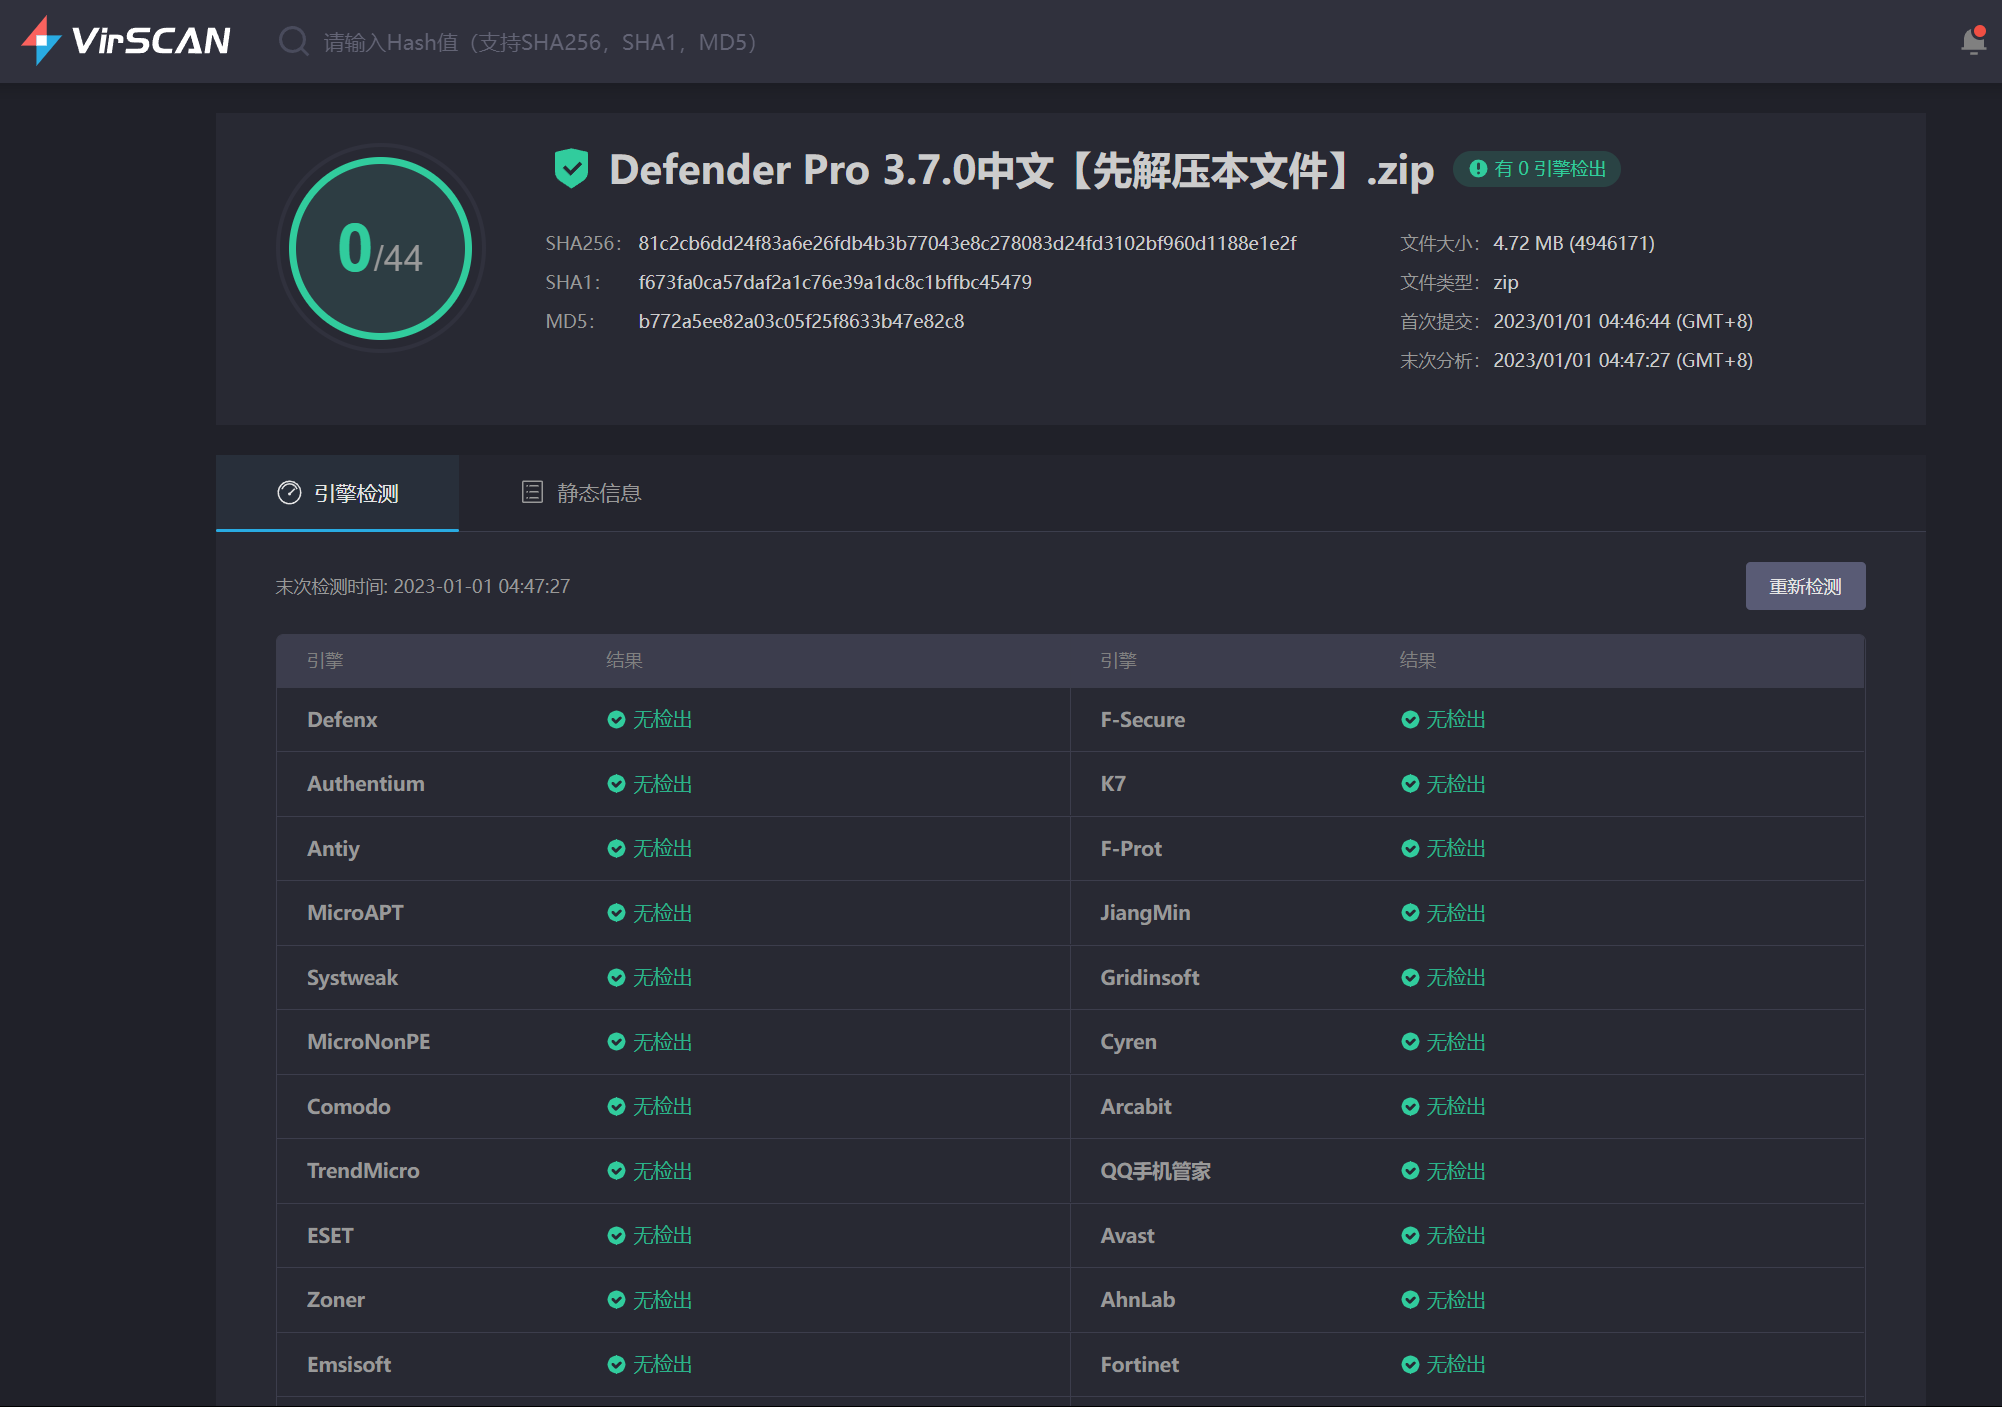 VirSCAN
请输入Hash值（支持SHA256，SHA1，MD5）
Defender Pro 3.7.0中文【先解压本文件】.zip
有 0 引擎检出
0/44
SHA256： 81c2cb6dd24f83a6e26fdb4b3b77043e8c278083d24fd3102bf960d1188e1e2f
文件大小： 4.72 MB (4946171)
SHA1： f673fa0ca57daf2a1c76e39a1dc8c1bffbc45479
文件类型： zip
MD5： b772a5ee82a03c05f25f8633b47e82c8
首次提交： 2023/01/01 04:46:44 (GMT+8)
末次分析： 2023/01/01 04:47:27 (GMT+8)
引擎检测 静态信息
末次检测时间: 2023-01-01 04:47:27
重新检测
引擎 结果 引擎 结果
Defenx 无检出 F-Secure 无检出
Authentium 无检出 K7 无检出
Antiy 无检出 F-Prot 无检出
MicroAPT 无检出 JiangMin 无检出
Systweak 无检出 Gridinsoft 无检出
MicroNonPE 无检出 Cyren 无检出
Comodo 无检出 Arcabit 无检出
TrendMicro 无检出 QQ手机管家 无检出
ESET 无检出 Avast 无检出
Zoner 无检出 AhnLab 无检出
Emsisoft 无检出 Fortinet 无检出